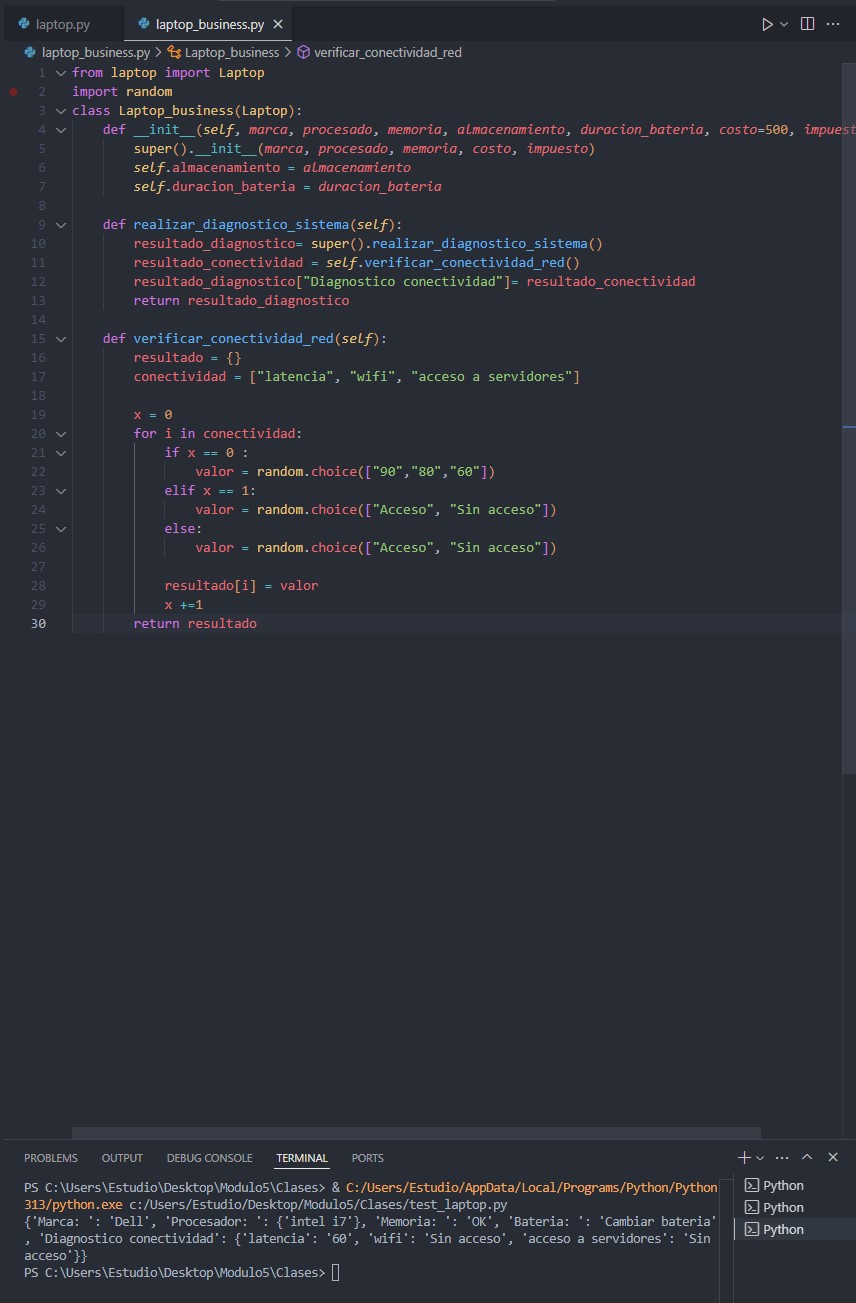 laptop.py
laptop_business.py
laptop_business.py > Laptop_business > verificar_conectividad_red
1 from laptop import Laptop
2 import random
3 class Laptop_business(Laptop):
4 def __init__(self, marca, procesado, memoria, almacenamiento, duracion_bateria, costo=500, impuest
5 super().__init__(marca, procesado, memoria, costo, impuesto)
6 self.almacenamiento = almacenamiento
7 self.duracion_bateria = duracion_bateria
8
9 def realizar_diagnostico_sistema(self):
10 resultado_diagnostico= super().realizar_diagnostico_sistema()
11 resultado_conectividad = self.verificar_conectividad_red()
12 resultado_diagnostico["Diagnostico conectividad"]= resultado_conectividad
13 return resultado_diagnostico
14
15 def verificar_conectividad_red(self):
16 resultado = {}
17 conectividad = ["latencia", "wifi", "acceso a servidores"]
18
19 x = 0
20 for i in conectividad:
21 if x == 0 :
22 valor = random.choice(["90","80","60"])
23 elif x == 1:
24 valor = random.choice(["Acceso", "Sin acceso"])
25 else:
26 valor = random.choice(["Acceso", "Sin acceso"])
27
28 resultado[i] = valor
29 x +=1
30 return resultado
PROBLEMS OUTPUT DEBUG CONSOLE TERMINAL PORTS
PS C:\Users\Estudio\Desktop\Modulo5\Clases> & C:/Users/Estudio/AppData/Local/Programs/Python/Python
313/python.exe c:/Users/Estudio/Desktop/Modulo5/Clases/test_laptop.py
{'Marca: ': 'Dell', 'Procesador: ': {'intel i7'}, 'Memoria: ': 'OK', 'Bateria: ': 'Cambiar bateria'
, 'Diagnostico conectividad': {'latencia': '60', 'wifi': 'Sin acceso', 'acceso a servidores': 'Sin
acceso'}}
PS C:\Users\Estudio\Desktop\Modulo5\Clases>
Python
Python
Python